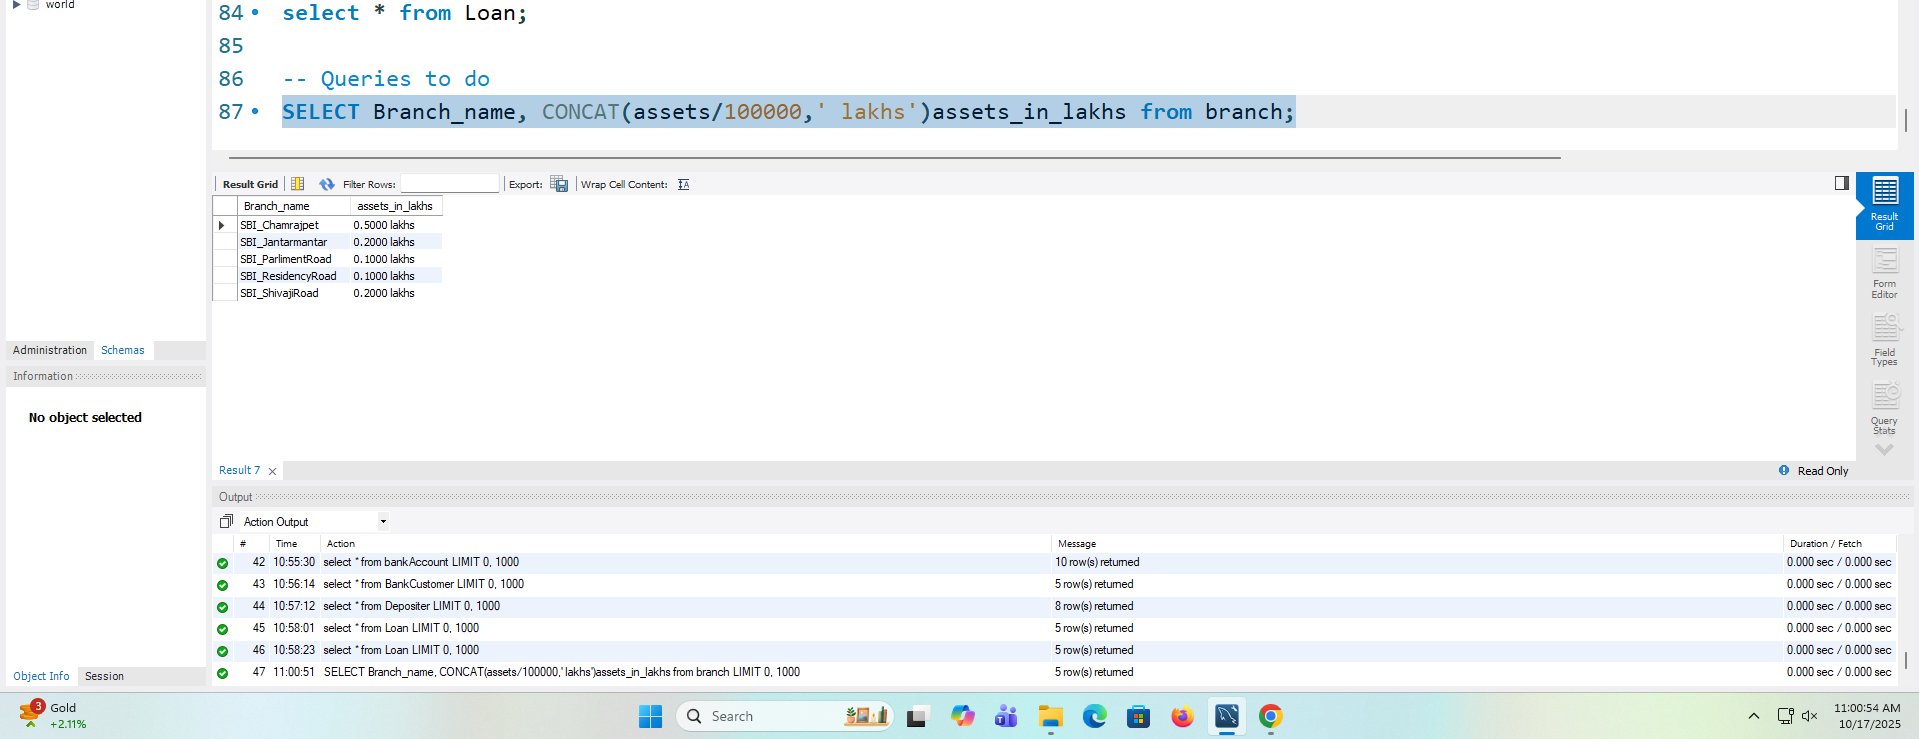 world
84 select * from Loan;
85
86 -- Queries to do
87 SELECT Branch_name, CONCAT(assets/100000,' lakhs')assets_in_lakhs from branch;
Result Grid Filter Rows: Export: Wrap Cell Content:
Branch_name assets_in_lakhs
SBI_Chamrajpet 0.5000 lakhs
SBI_Jantarmantar 0.2000 lakhs
SBI_ParlimentRoad 0.1000 lakhs
SBI_ResidencyRoad 0.1000 lakhs
SBI_ShivajiRoad 0.2000 lakhs
Result
Grid
Form
Editor
Field
Types
Query
Stats
Administration Schemas
Information
No object selected
Result 7
Read Only
Output
Action Output
# Time Action Message Duration / Fetch
42 10:55:30 select * from bankAccount LIMIT 0, 1000 10 row(s) returned 0.000 sec / 0.000 sec
43 10:56:14 select * from BankCustomer LIMIT 0, 1000 5 row(s) returned 0.000 sec / 0.000 sec
44 10:57:12 select * from Depositer LIMIT 0, 1000 8 row(s) returned 0.000 sec / 0.000 sec
45 10:58:01 select * from Loan LIMIT 0, 1000 5 row(s) returned 0.000 sec / 0.000 sec
46 10:58:23 select * from Loan LIMIT 0, 1000 5 row(s) returned 0.000 sec / 0.000 sec
47 11:00:51 SELECT Branch_name, CONCAT(assets/100000,' lakhs')assets_in_lakhs from branch LIMIT 0, 1000 5 row(s) returned 0.000 sec / 0.000 sec
Object Info Session
3
Gold
+2.11%
Search
11:00:54 AM
10/17/2025